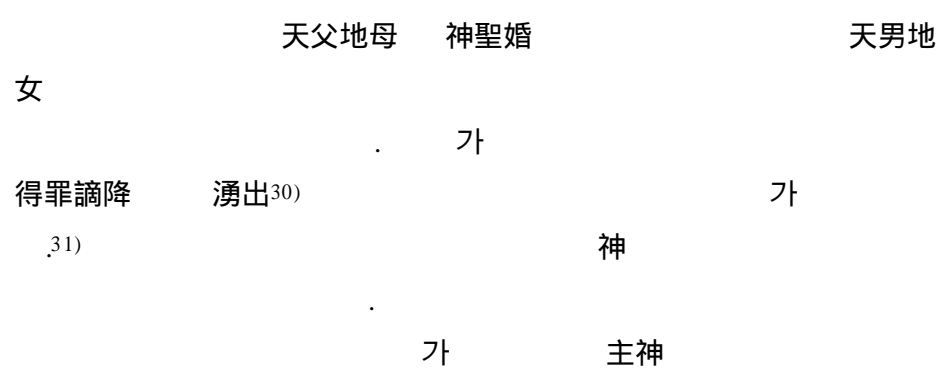 天父地母 神聖婚 天男地
女
. 가
得罪謫降 湧出30) 가
.31) 神
.
가 主神